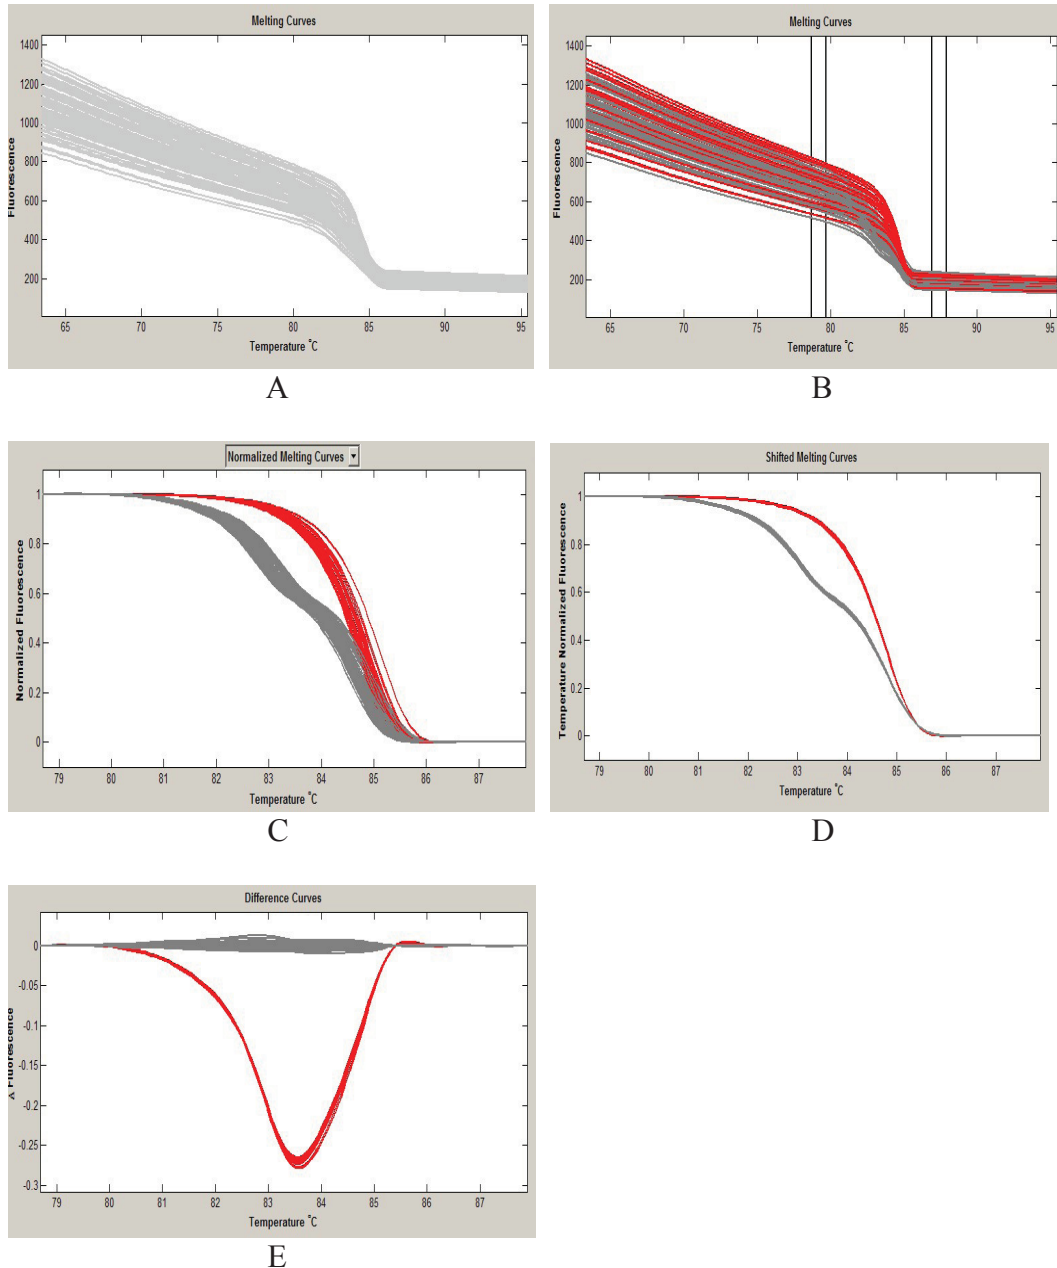 Melting Curves
1400
1200
1000
800
600
400
200
Fluorescence
65 70 75 80 85 90 95
Temperature °C
A
Melting Curves
1400
1200
1000
800
600
400
200
Fluorescence
65 70 75 80 85 90 95
Temperature °C
B
Normalized Melting Curves
1
0.8
0.6
0.4
0.2
0
Normalized Fluorescence
79 80 81 82 83 84 85 86 87
Temperature °C
C
Shifted Melting Curves
1
0.8
0.6
0.4
0.2
0
Temperature Normalized Fluorescence
79 80 81 82 83 84 85 86 87
Temperature °C
D
Difference Curves
0
-0.05
-0.1
-0.15
-0.2
-0.25
-0.3
Fluorescence
79 80 81 82 83 84 85 86 87
Temperature °C
E